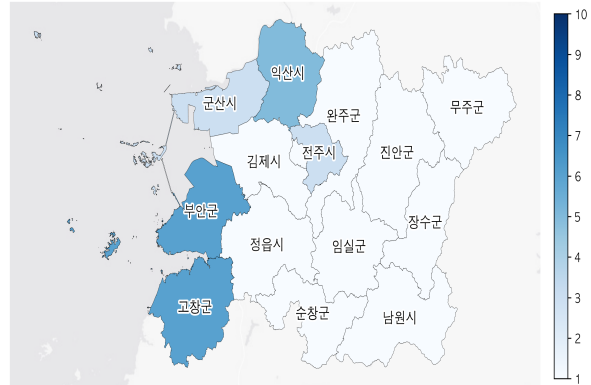 익산시
군산시
완주군
무주군
전주시
김제시
진안군
부안군
장수군
정읍시
임실군
고창군
순창군
남원시
10
9
8
7
6
5
4
3
2
1